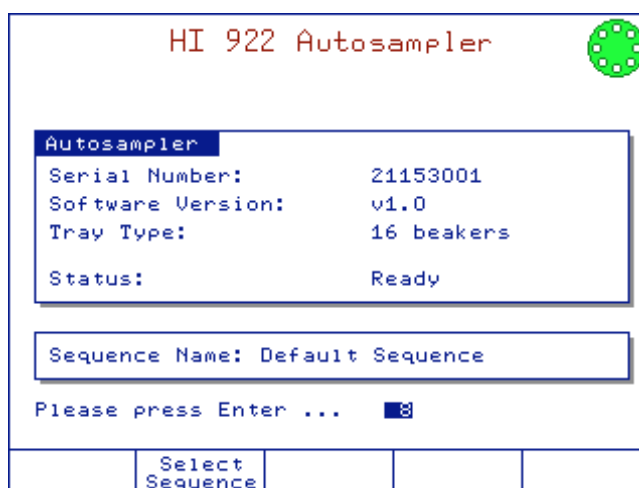 HI 922 Autosampler
Autosampler
Serial Number: 21153001
Software Version: v1.0
Tray Type: 16 beakers
Status: Ready
Sequence Name: Default Sequence
Please press Enter ... 8
Select
Sequence